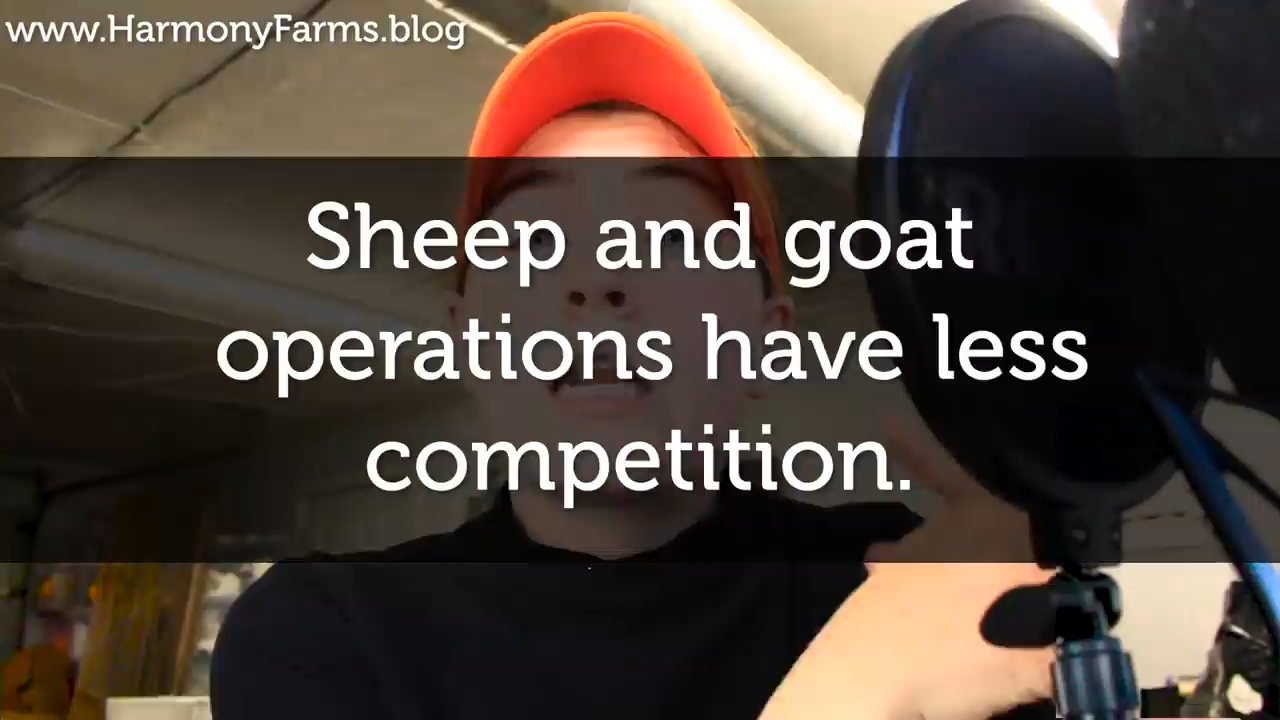 www.HarmonyFarms.blog
Sheep and goat
operations have less
competition.